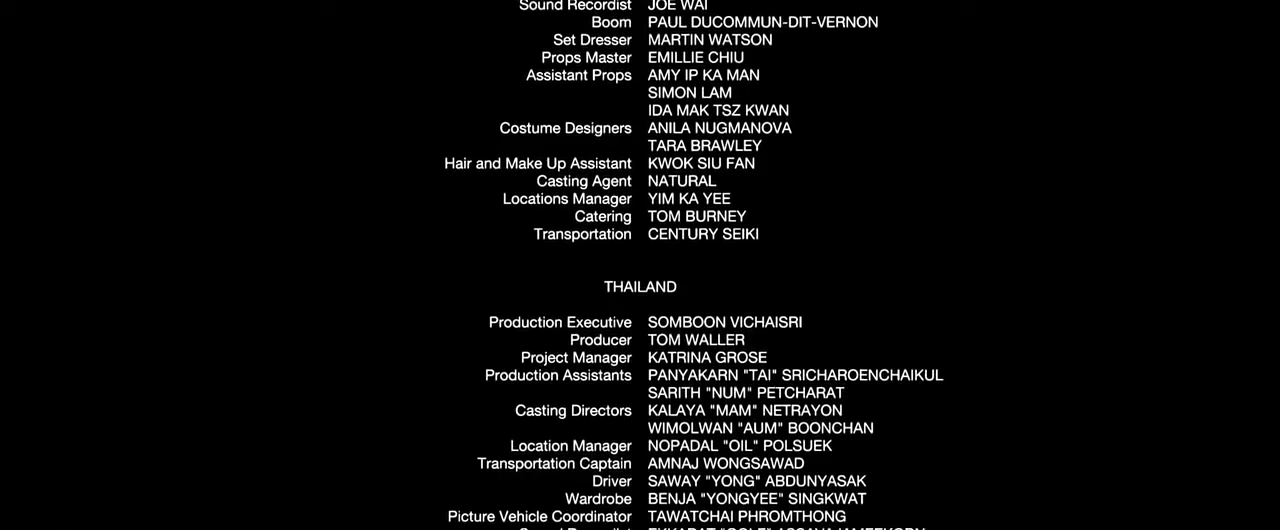 Sound Recordist JOE WAI
Boom PAUL DUCOMMUN-DIT-VERNON
Set Dresser MARTIN WATSON
Props Master EMILLIE CHIU
Assistant Props AMY IP KA MAN
SIMON LAM
IDA MAK TSZ KWAN
Costume Designers ANILA NUGMANOVA
TARA BRAWLEY
Hair and Make Up Assistant KWOK SIU FAN
Casting Agent NATURAL
Locations Manager YIM KA YEE
Catering TOM BURNEY
Transportation CENTURY SEIKI
THAILAND
Production Executive SOMBOON VICHAISRI
Producer TOM WALLER
Project Manager KATRINA GROSE
Production Assistants PANYAKARN "TAI" SRICHAROENCHAIKUL
SARITH "NUM" PETCHARAT
Casting Directors KALAYA "MAM" NETRAYON
WIMOLWAN "AUM" BOONCHAN
Location Manager NOPADAL "OIL" POLSUEK
Transportation Captain AMNAJ WONGSAWAD
Driver SAWAY "YONG" ABDUNYASAK
Wardrobe BENJA "YONGYEE" SINGKWAT
Picture Vehicle Coordinator TAWATCHAI PHROMTHONG